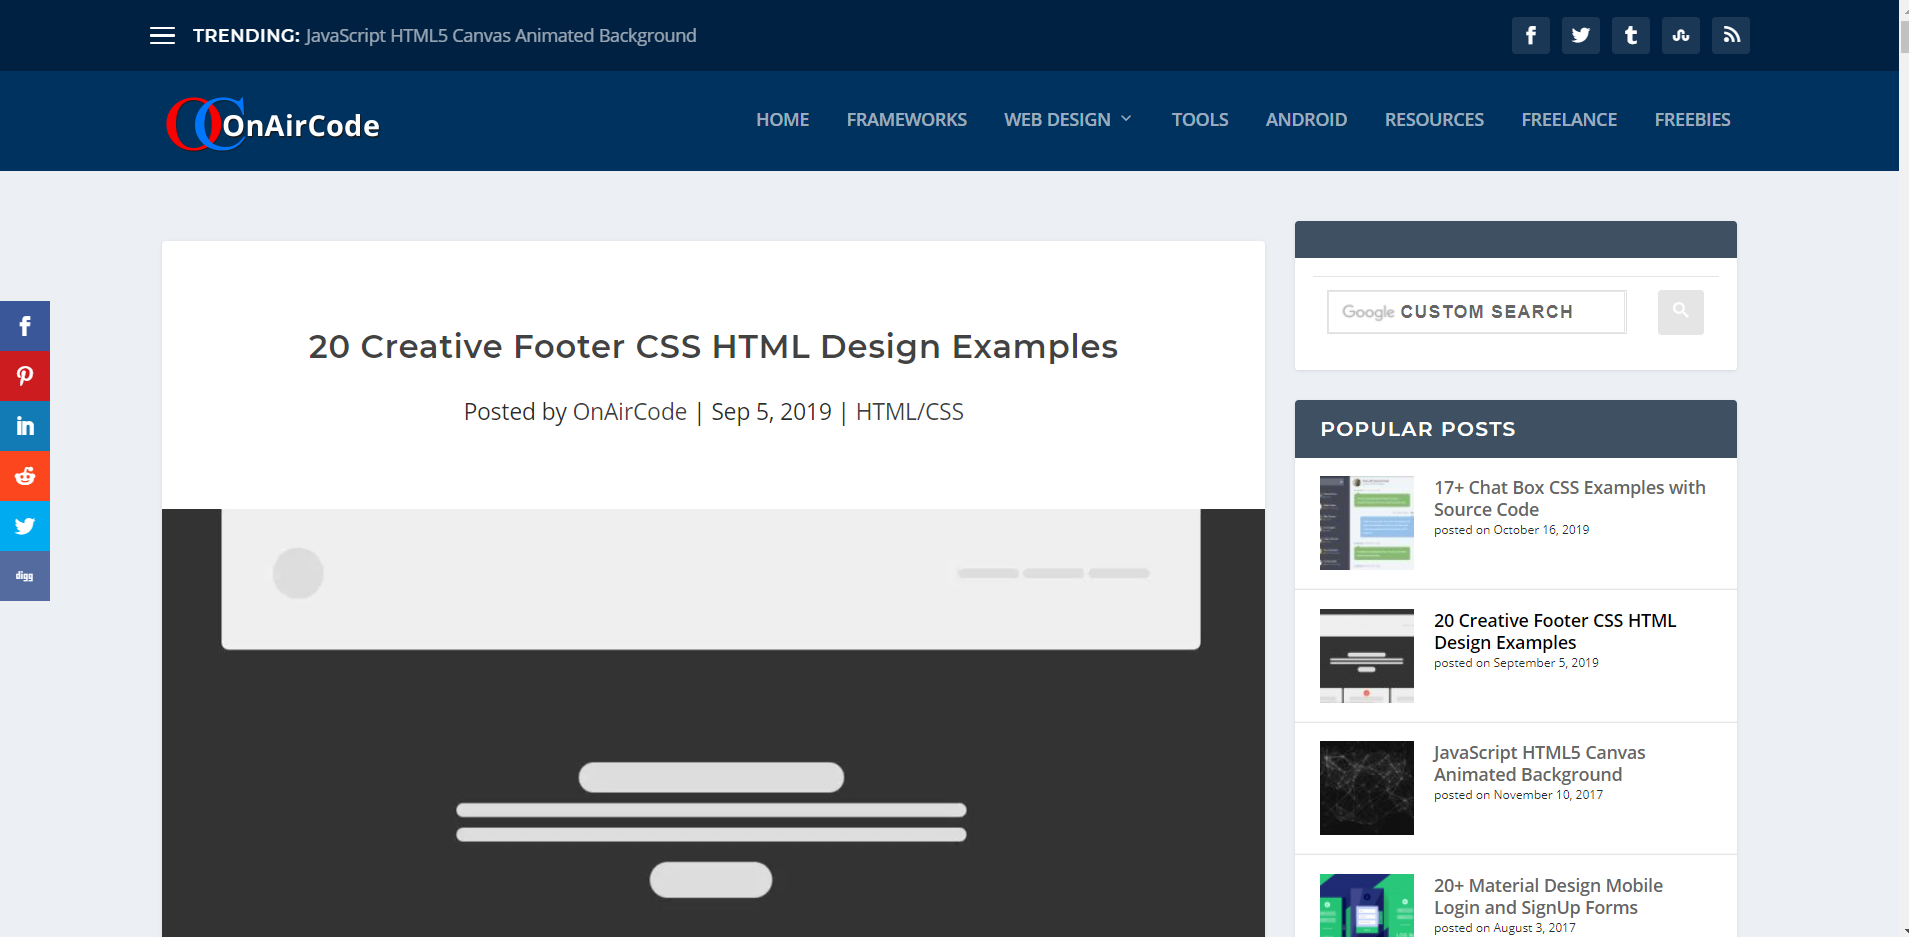 TRENDING: JavaScript HTML5 Canvas Animated Background
OnAirCode
HOME FRAMEWORKS WEB DESIGN TOOLS ANDROID RESOURCES FREELANCE FREEBIES
20 Creative Footer CSS HTML Design Examples
Posted by OnAirCode | Sep 5, 2019 | HTML/CSS
digg
Google CUSTOM SEARCH
POPULAR POSTS
17+ Chat Box CSS Examples with
Source Code
posted on October 16, 2019
20 Creative Footer CSS HTML
Design Examples
posted on September 5, 2019
JavaScript HTML5 Canvas
Animated Background
posted on November 10, 2017
20+ Material Design Mobile
Login and SignUp Forms
posted on August 3, 2017